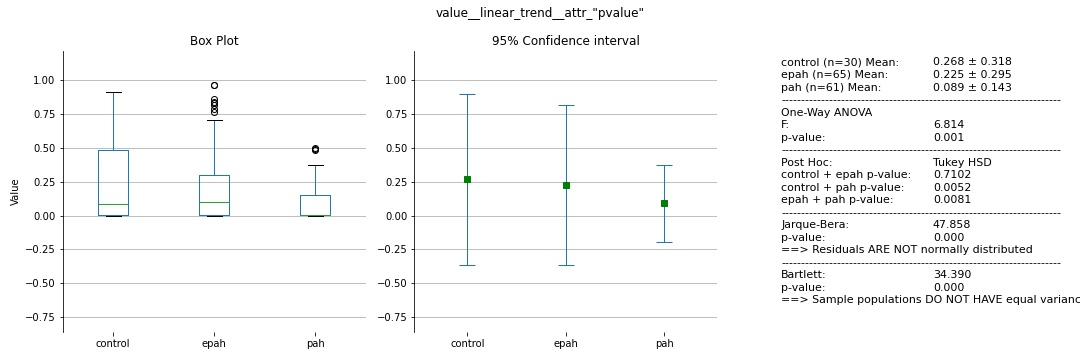 value__linear_trend__attr_"pvalue"
Box Plot
Value
1.00
0.75
0.50
0.25
0.00
−0.25
−0.50
−0.75
control epah pah
95% Confidence interval
1.00
0.75
0.50
0.25
0.00
−0.25
−0.50
−0.75
control epah pah
control (n=30) Mean: 0.268 ± 0.318
epah (n=65) Mean: 0.225 ± 0.295
pah (n=61) Mean: 0.089 ± 0.143
One-Way ANOVA
F: 6.814
p-value: 0.001
Post Hoc: Tukey HSD
control + epah p-value: 0.7102
control + pah p-value: 0.0052
epah + pah p-value: 0.0081
Jarque-Bera: 47.858
p-value: 0.000
==> Residuals ARE NOT normally distributed
Bartlett: 34.390
p-value: 0.000
==> Sample populations DO NOT HAVE equal varianc